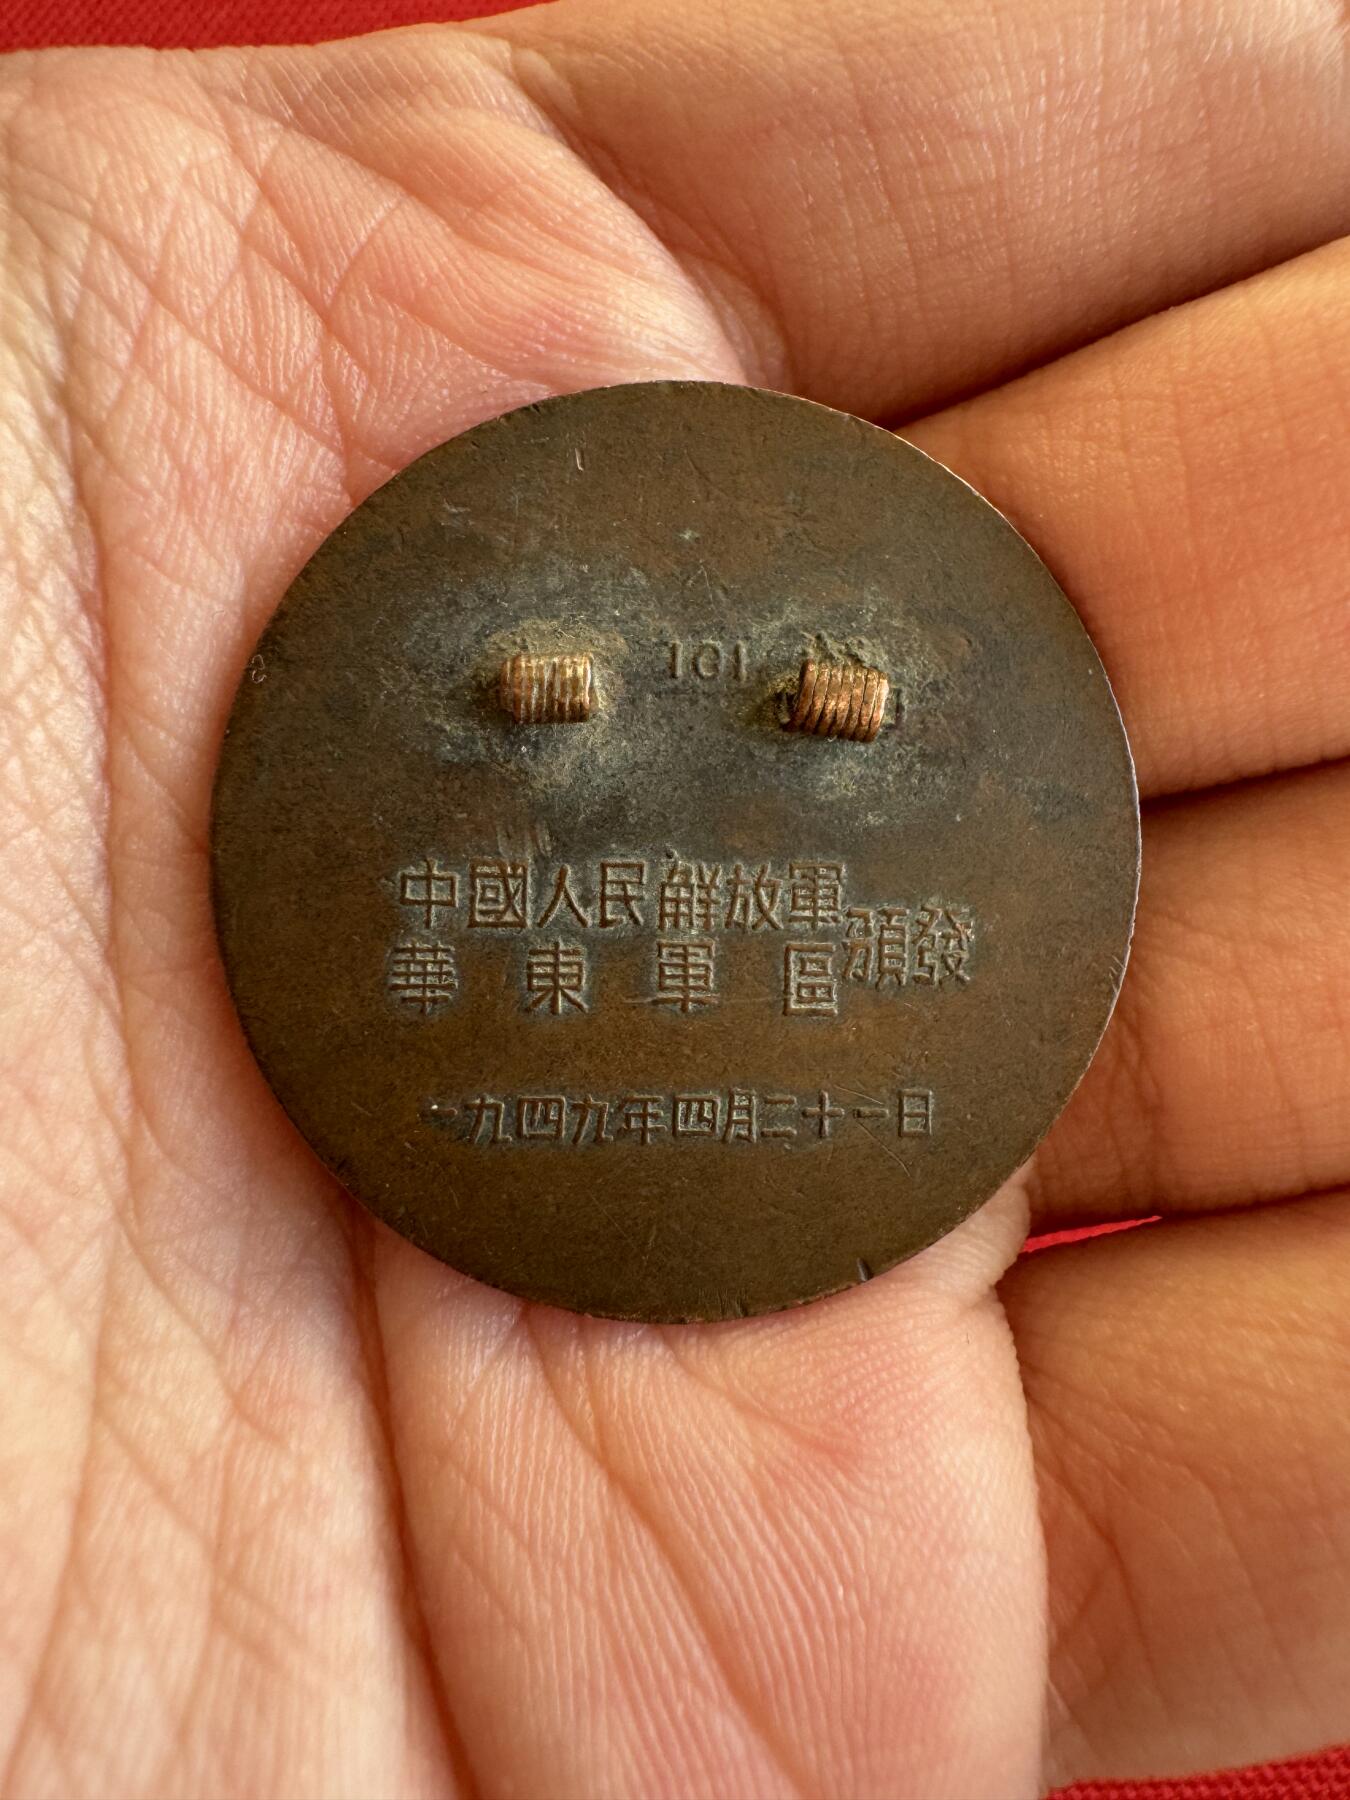 101
中國人民解放軍
華東軍區頒發
一九四九年四月二十一日